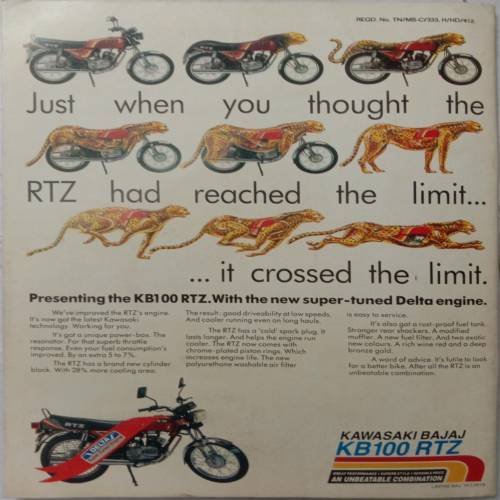 REGD. No. TN/MS-C/333, H/HD/412.
Just when you thought the
RTZ had reached the limit...
... it crossed the limit.
Presenting the KB100 RTZ. With the new super-tuned Delta engine.
We've improved the RTZ's engine.
It's now got the latest Kawasaki
technology. Working for you.
It's got a unique power-box. The
resonator. For that superb throttle
response. Even your fuel consumption's
improved. By an extra 5 to 7%.
The RTZ has a brand new cylinder
block. With 28% more cooling area.
The result: good driveability at low speeds.
And cooler running even on long hauls.
The RTZ has a 'cold' spark plug. It
lasts longer. And helps the engine run
cooler. The RTZ now comes with
chrome-plated piston rings. Which
increases engine life. The new
polyurethane washable air filter
is easy to service.
It's also got a rust-proof fuel tank.
Stronger rear shockers. A modified
muffler. A new fuel filter. And two exotic
new colours. A rich wine red and a deep
bronze gold.
A word of advice. It's futile to look
for a better bike. After all the RTZ is an
unbeatable combination.
RTZ
DELTA
KAWASAKI BAJAJ
KB100 RTZ
GREAT PERFORMANCE • SUPERB STYLE • SENSIBLE PRICE
AN UNBEATABLE COMBINATION